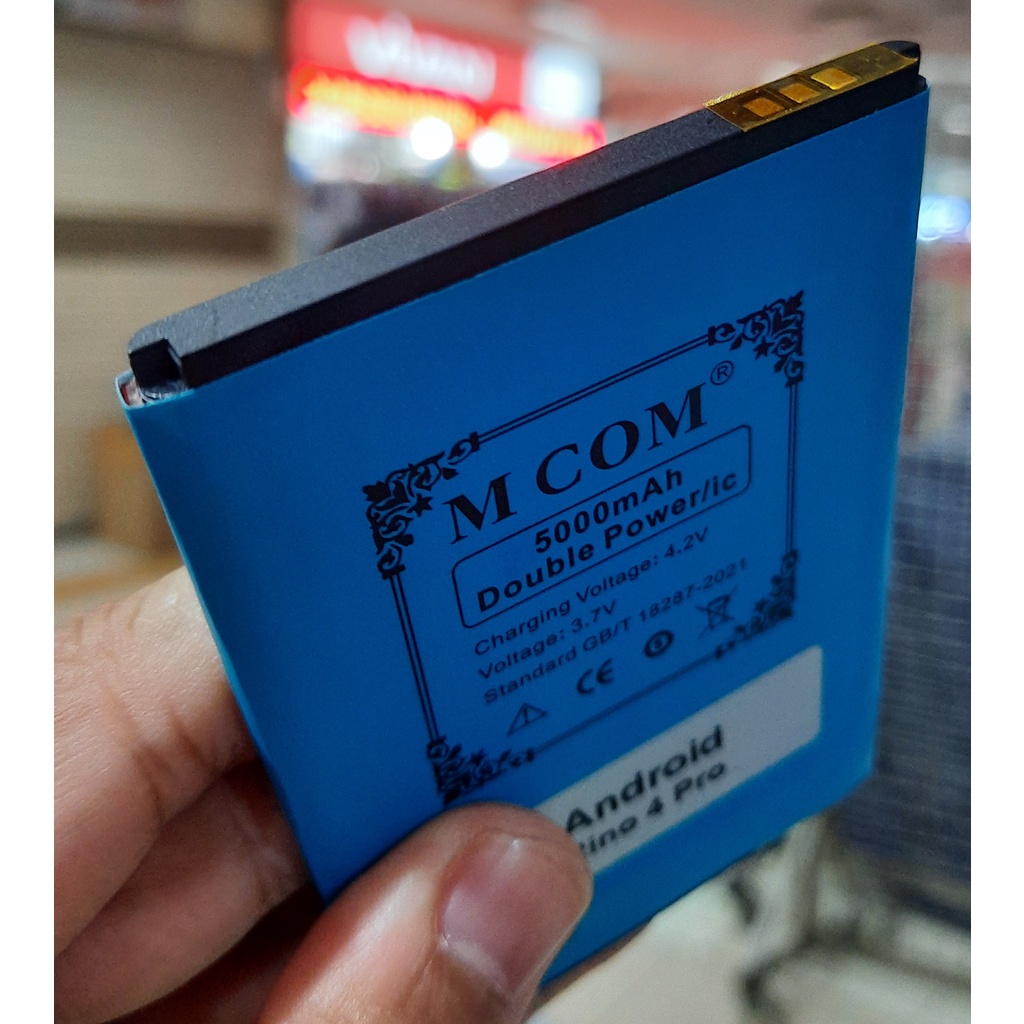 M COM ®
5000mAh
Double Power/ic
Charging Voltage: 4.2V
Voltage: 3.7V
Standard GB/T 18287-2021
CE
Android
4 Pro